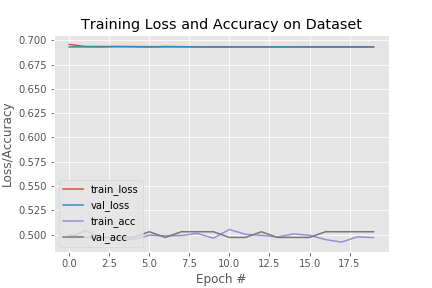 Training Loss and Accuracy on Dataset
Loss/Accuracy
0.700
0.675
0.650
0.625
0.600
0.575
0.550
0.525
0.500
train_loss
val_loss
train_acc
val_acc
0.0 2.5 5.0 7.5 10.0 12.5 15.0 17.5
Epoch #